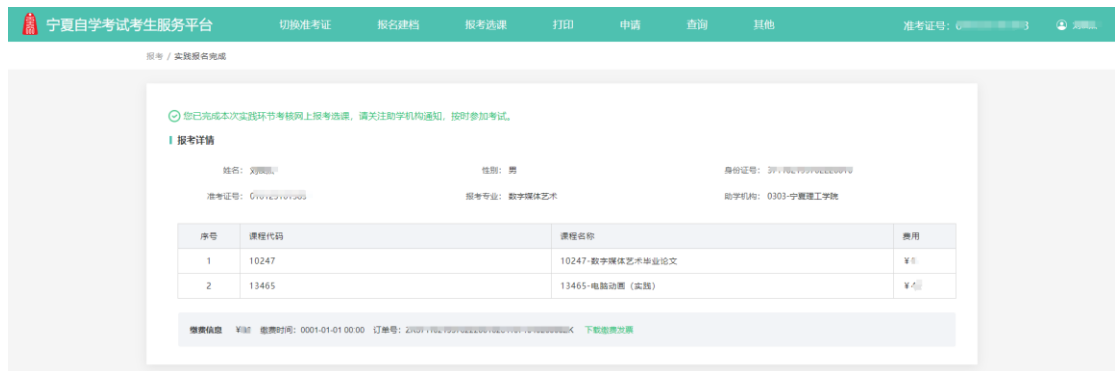 宁夏自学考试考生服务平台 切换准考证 报名建档 报考选课 打印 申请 查询 其他 准考证号：
报考 / 实践报名完成
您已完成本次实践环节考核网上报考选课，请关注助学机构通知，按时参加考试。
报考详情
姓名： 性别： 男 身份证号：
准考证号： 报考专业： 数字媒体艺术 助学机构： 0303-宁夏理工学院
序号 课程代码 课程名称 费用
1 10247 10247-数字媒体艺术毕业论文 ¥
2 13465 13465-电脑动画（实践） ¥
缴费信息 ¥ 缴费时间：0001-01-01 00:00 订单号： 下载缴费发票